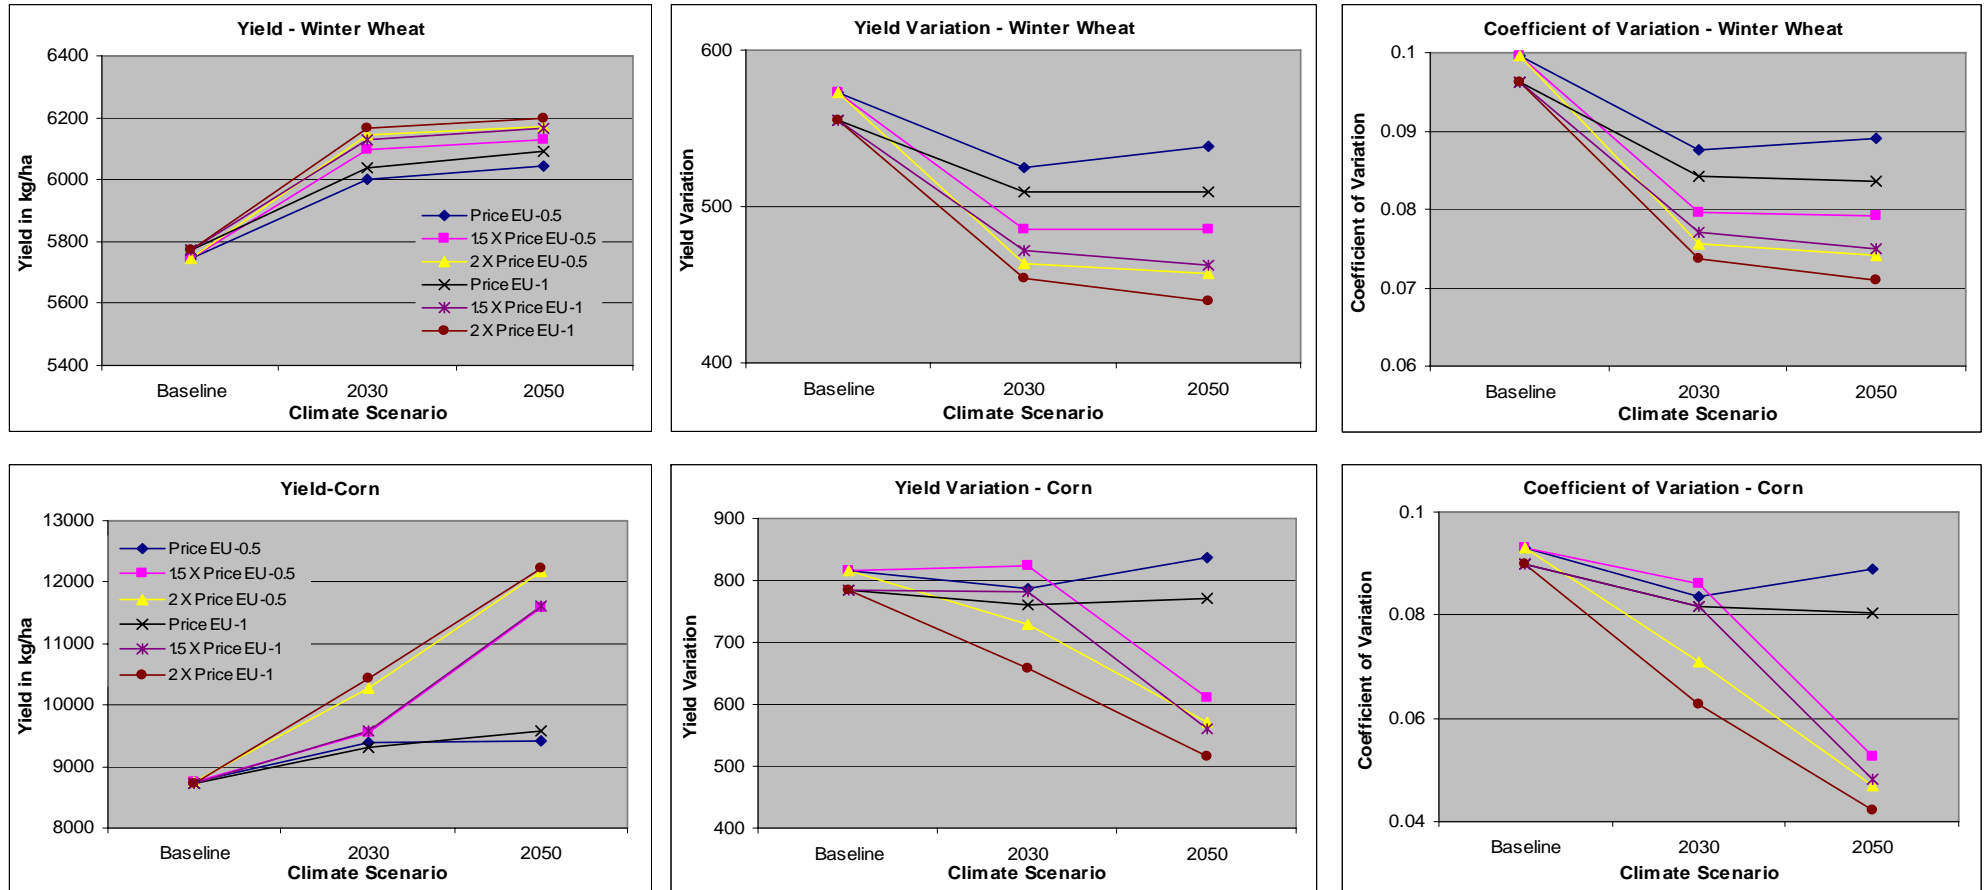 Yield - Winter Wheat
6400
6200
6000
5800
5600
5400
Yield in kg/ha
Price EU-0.5
1.5 X Price EU-0.5
2 X Price EU-0.5
Price EU-1
1.5 X Price EU-1
2 X Price EU-1
Baseline 2030 2050
Climate Scenario
Yield Variation - Winter Wheat
600
500
400
Yield Variation
Baseline 2030 2050
Climate Scenario
Coefficient of Variation - Winter Wheat
0.1
0.09
0.08
0.07
0.06
Coefficient of Variation
Baseline 2030 2050
Climate Scenario
Yield-Corn
13000
12000
11000
10000
9000
8000
Yield in kg/ha
Price EU-0.5
1.5 X Price EU-0.5
2 X Price EU-0.5
Price EU-1
1.5 X Price EU-1
2 X Price EU-1
Baseline 2030 2050
Climate Scenario
Yield Variation - Corn
900
800
700
600
500
400
Yield Variation
Baseline 2030 2050
Climate Scenario
Coefficient of Variation - Corn
0.1
0.08
0.06
0.04
Coefficient of Variation
Baseline 2030 2050
Climate Scenario